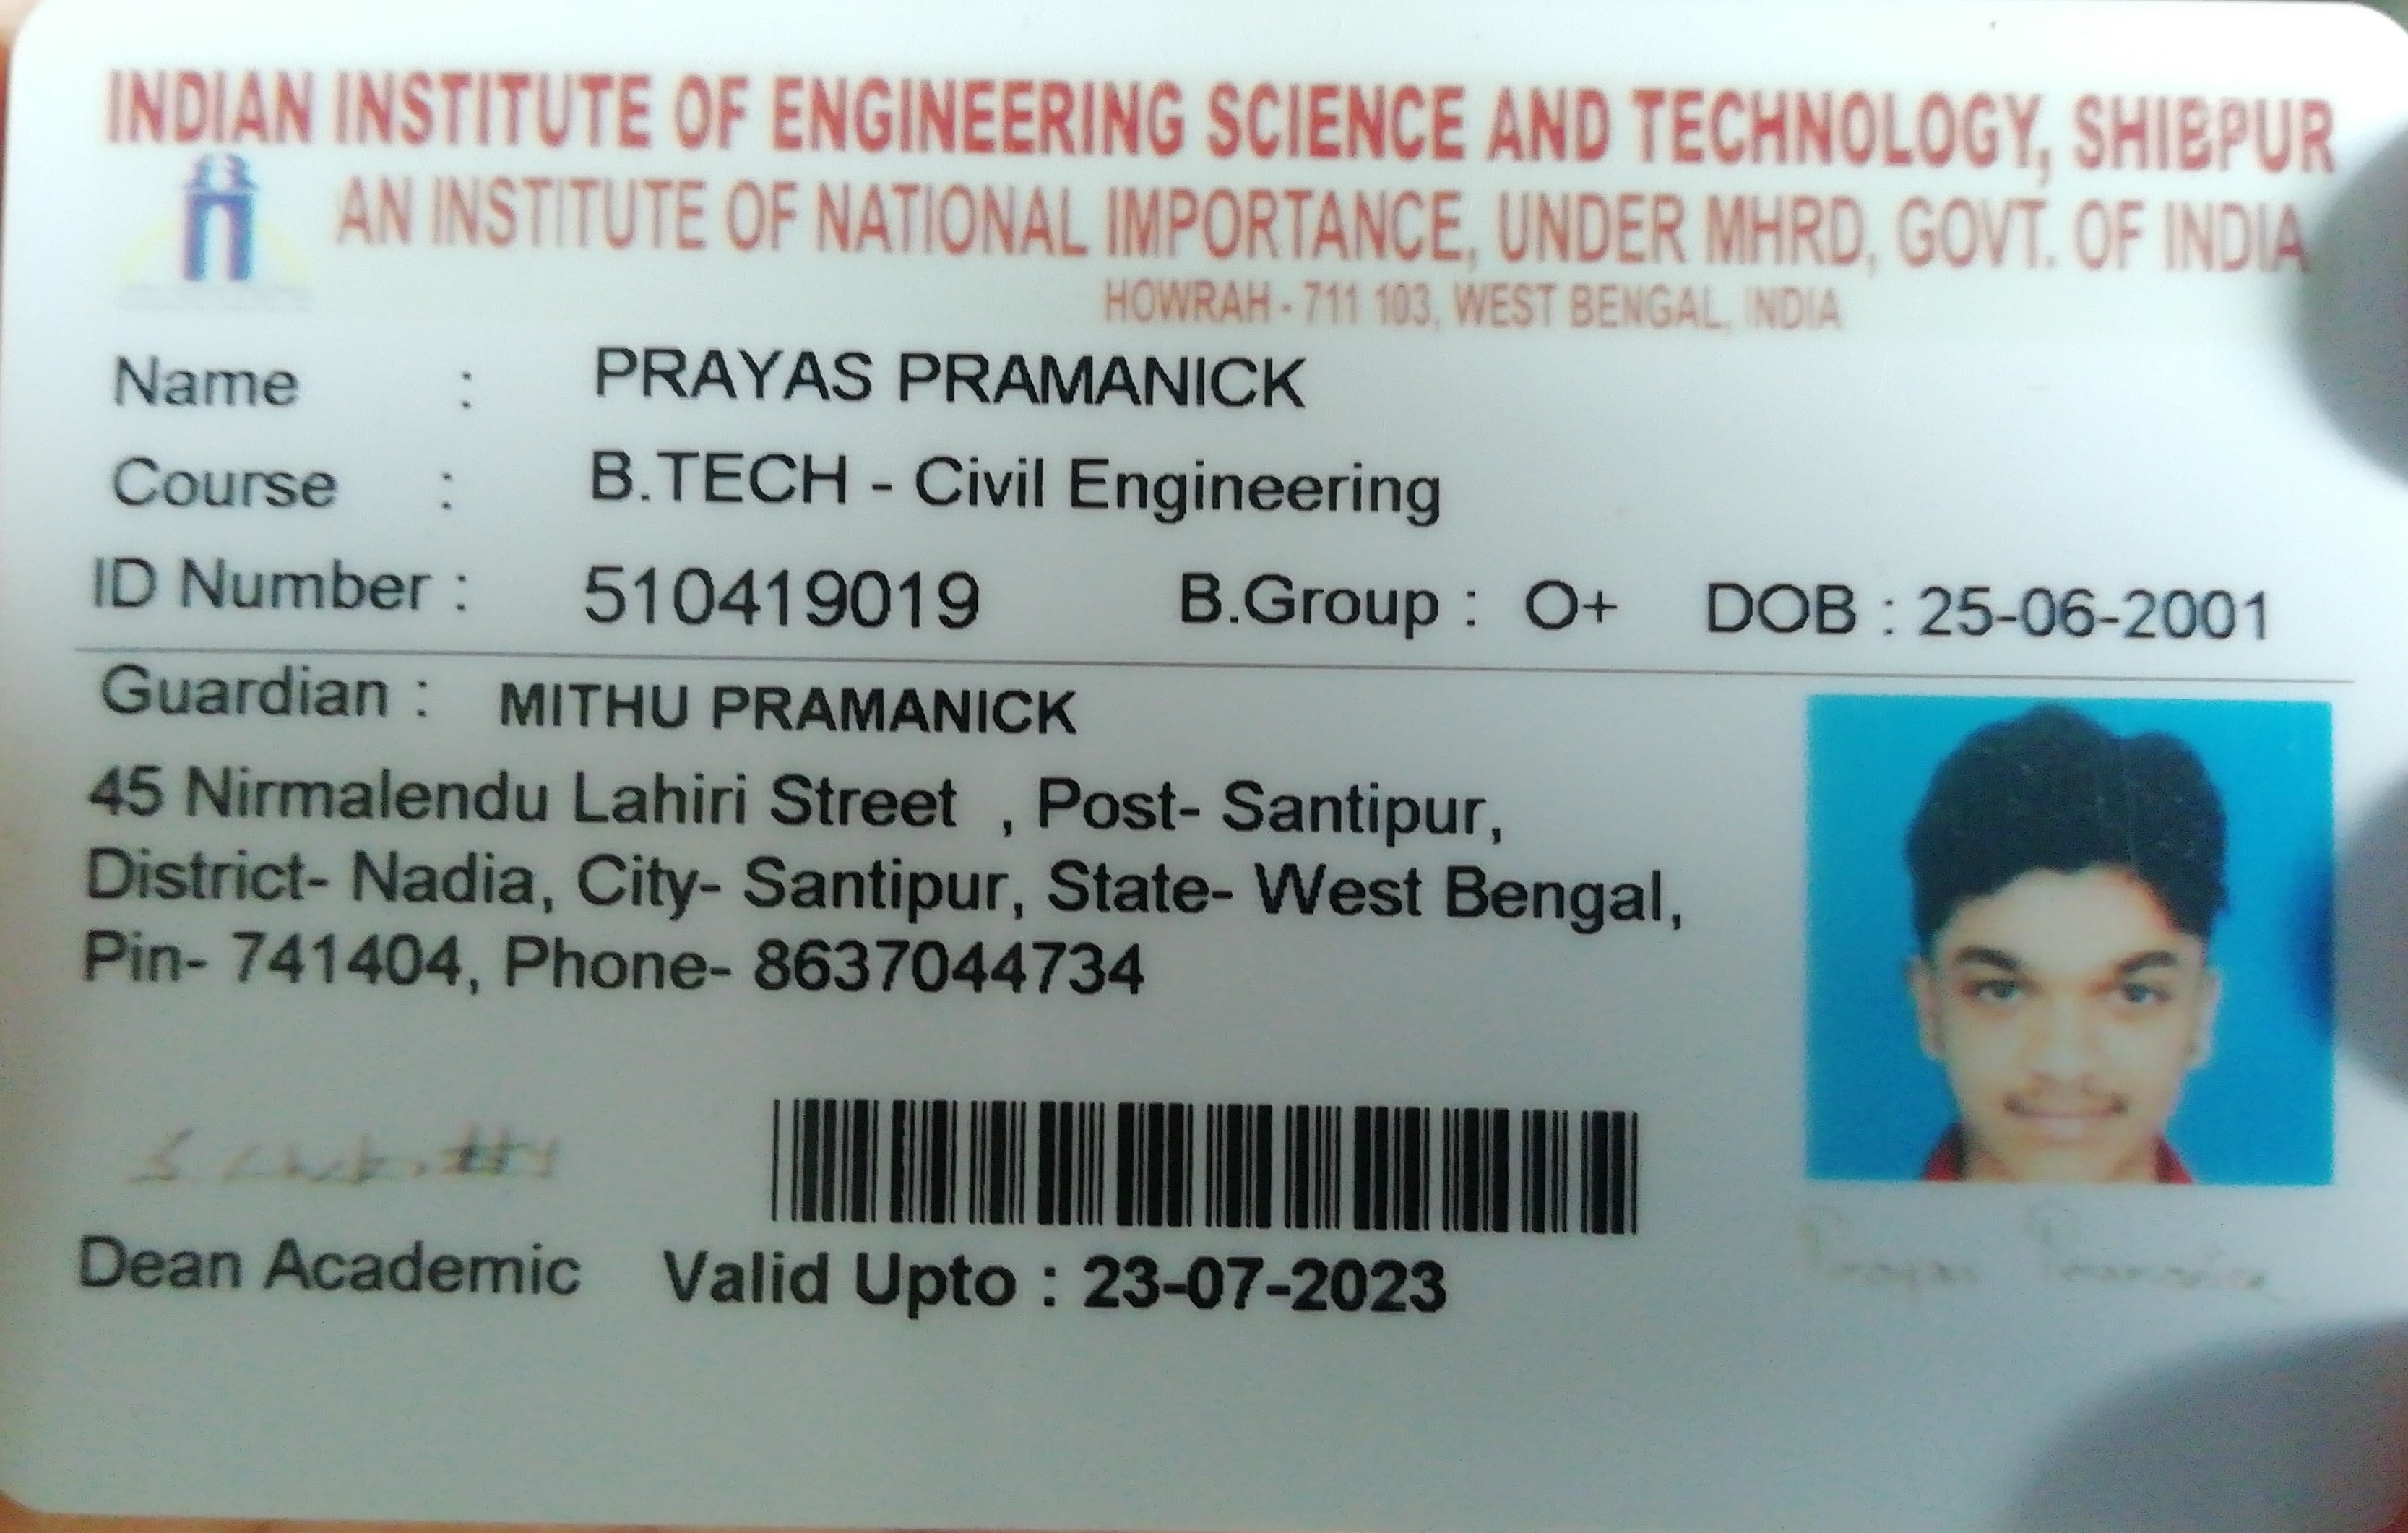 INDIAN INSTITUTE OF ENGINEERING SCIENCE AND TECHNOLOGY, SHIBPUR
AN INSTITUTE OF NATIONAL IMPORTANCE, UNDER MHRD, GOVT. OF INDIA
HOWRAH - 711 103, WEST BENGAL, INDIA
Name : PRAYAS PRAMANICK
Course : B.TECH - Civil Engineering
ID Number : 510419019 B.Group : O+ DOB : 25-06-2001
Guardian : MITHU PRAMANICK
45 Nirmalendu Lahiri Street , Post- Santipur,
District- Nadia, City- Santipur, State- West Bengal,
Pin- 741404, Phone- 8637044734
Prayas Pramanick
Dean Academic Valid Upto : 23-07-2023